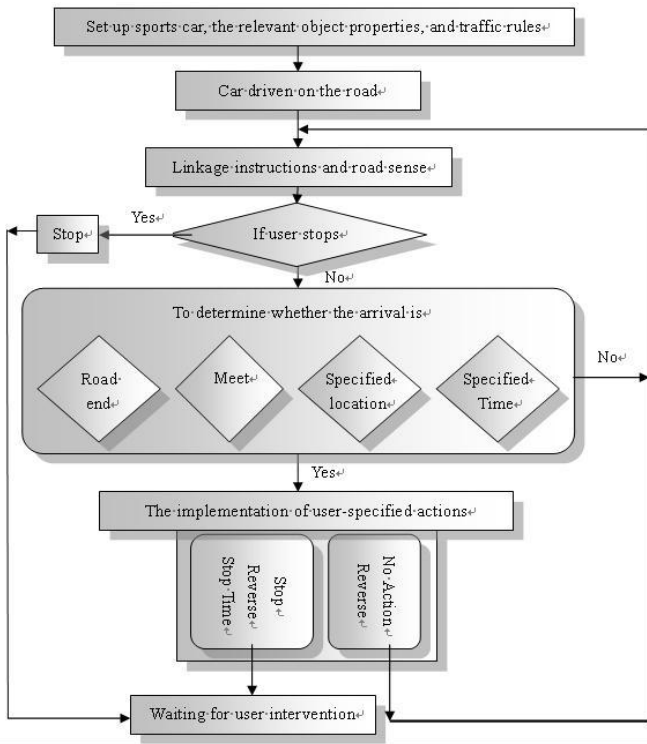 Set up sports car, the relevant object properties, and traffic rules
Car driven on the road
Linkage instructions and road sense
Yes
Stop
If user stops
No
To determine whether the arrival is
Road
end
Meet
Specified
location
Specified
Time
No
Yes
The implementation of user-specified actions
Stop
Reverse
Stop Time
No Action
Reverse
Waiting for user intervention